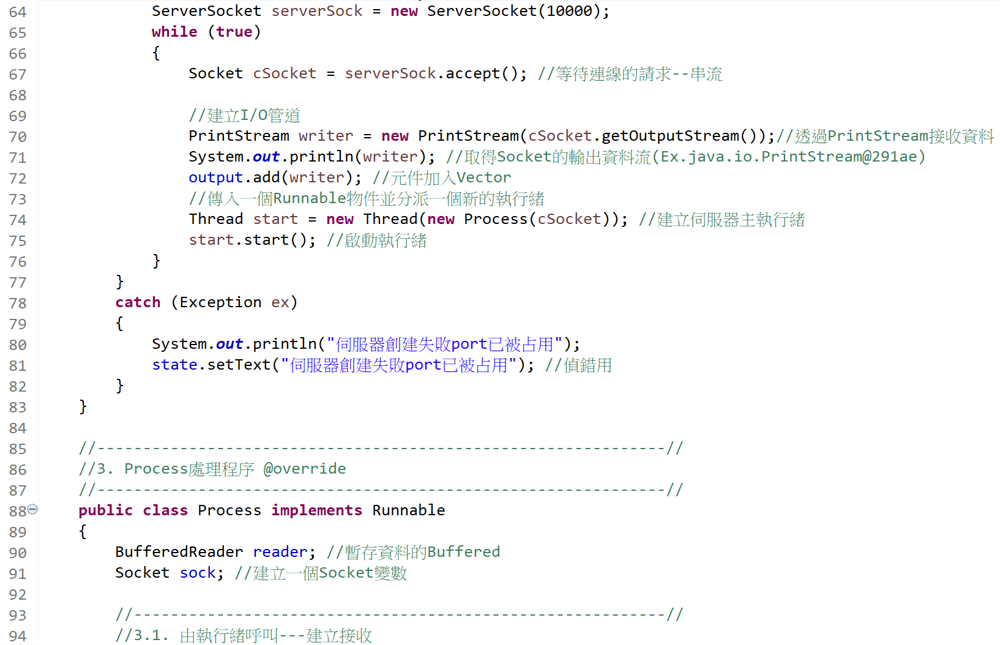 64 ServerSocket serverSock = new ServerSocket(10000);
65 while (true)
66 {
67 Socket cSocket = serverSock.accept(); //等待連線的請求--串流
68
69 //建立I/O管道
70 PrintStream writer = new PrintStream(cSocket.getOutputStream());//透過PrintStream接收資料
71 System.out.println(writer); //取得Socket的輸出資料流(Ex.java.io.PrintStream@291ae)
72 output.add(writer); //元件加入Vector
73 //傳入一個Runnable物件並分派一個新的執行緒
74 Thread start = new Thread(new Process(cSocket)); //建立伺服器主執行緒
75 start.start(); //啟動執行緒
76 }
77 }
78 catch (Exception ex)
79 {
80 System.out.println("伺服器創建失敗port已被占用");
81 state.setText("伺服器創建失敗port已被占用"); //偵錯用
82 }
83 }
84
85 //--------------------------------------------------------------//
86 //3. Process處理程序 @override
87 //--------------------------------------------------------------//
88 public class Process implements Runnable
89 {
90 BufferedReader reader; //暫存資料的Buffered
91 Socket sock; //建立一個Socket變數
92
93 //----------------------------------------------------------//
94 //3.1. 由執行緒呼叫---建立接收